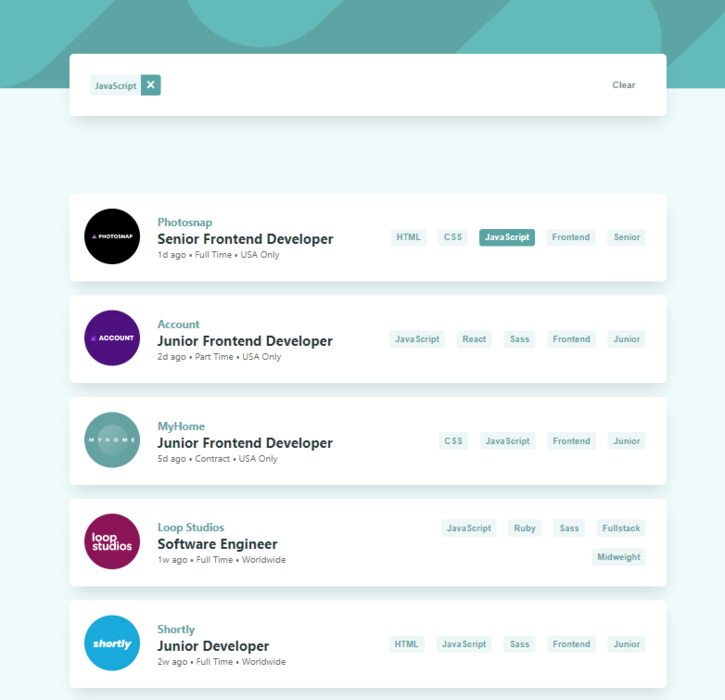 JavaScript ×
Clear
PHOTOSNAP
Photosnap
Senior Frontend Developer
1d ago • Full Time • USA Only
HTML CSS JavaScript Frontend Senior
ACCOUNT
Account
Junior Frontend Developer
2d ago • Part Time • USA Only
JavaScript React Sass Frontend Junior
MYHOME
MyHome
Junior Frontend Developer
5d ago • Contract • USA Only
CSS JavaScript Frontend Junior
loop
studios
Loop Studios
Software Engineer
1w ago • Full Time • Worldwide
JavaScript Ruby Sass Fullstack
Midweight
shortly
Shortly
Junior Developer
2w ago • Full Time • Worldwide
HTML JavaScript Sass Frontend Junior